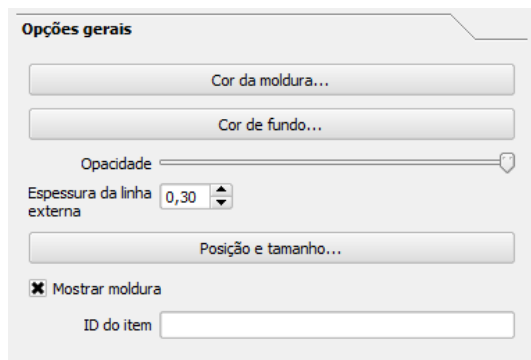 Opções gerais
Cor da moldura...
Cor de fundo...
Opacidade
Espessura da linha
externa
0,30
Posição e tamanho...
Mostrar moldura
ID do item